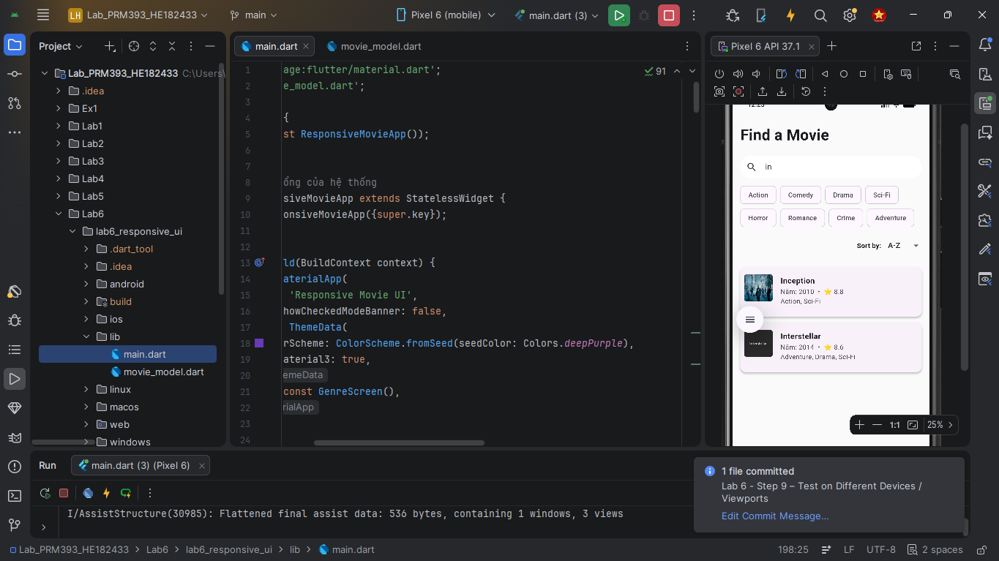 LH Lab_PRM393_HE182433 main Pixel 6 (mobile) main.dart (3)
Project
Lab_PRM393_HE182433 C:\Users\
.idea
Ex1
Lab1
Lab2
Lab3
Lab4
Lab5
Lab6
lab6_responsive_ui
.dart_tool
.idea
android
build
ios
lib
main.dart
movie_model.dart
linux
macos
web
windows
main.dart movie_model.dart
91
1 age:flutter/material.dart';
2 e_model.dart';
3
4 {
5 st ResponsiveMovieApp());
6
7
8 ổng của hệ thống
9 siveMovieApp extends StatelessWidget {
10 onsiveMovieApp({super.key});
11
12
13 ld(BuildContext context) {
14 aterialApp(
15 'Responsive Movie UI',
16 howCheckedModeBanner: false,
17 ThemeData(
18 rScheme: ColorScheme.fromSeed(seedColor: Colors.deepPurple),
19 aterial3: true,
20 emeData
21 const GenreScreen(),
22 rialApp
23
24
Pixel 6 API 37.1
Find a Movie
in
Action Comedy Drama Sci-Fi
Horror Romance Crime Adventure
Sort by: A-Z
Inception
Năm: 2010 • ⭐ 8.8
Action, Sci-Fi
Interstellar
Interstellar
Năm: 2014 • ⭐ 8.6
Adventure, Drama, Sci-Fi
1:1 25%
Run main.dart (3) (Pixel 6)
I/AssistStructure(30985): Flattened final assist data: 536 bytes, containing 1 windows, 3 views
1 file committed
Lab 6 - Step 9 – Test on Different Devices /
Viewports
Edit Commit Message...
Lab_PRM393_HE182433 > Lab6 > lab6_responsive_ui > lib > main.dart
198:25 LF UTF-8 2 spaces